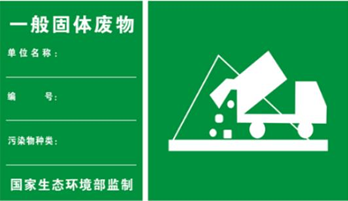 一般固体废物
单位名称：
编　　号：
污染物种类：
国家生态环境部监制